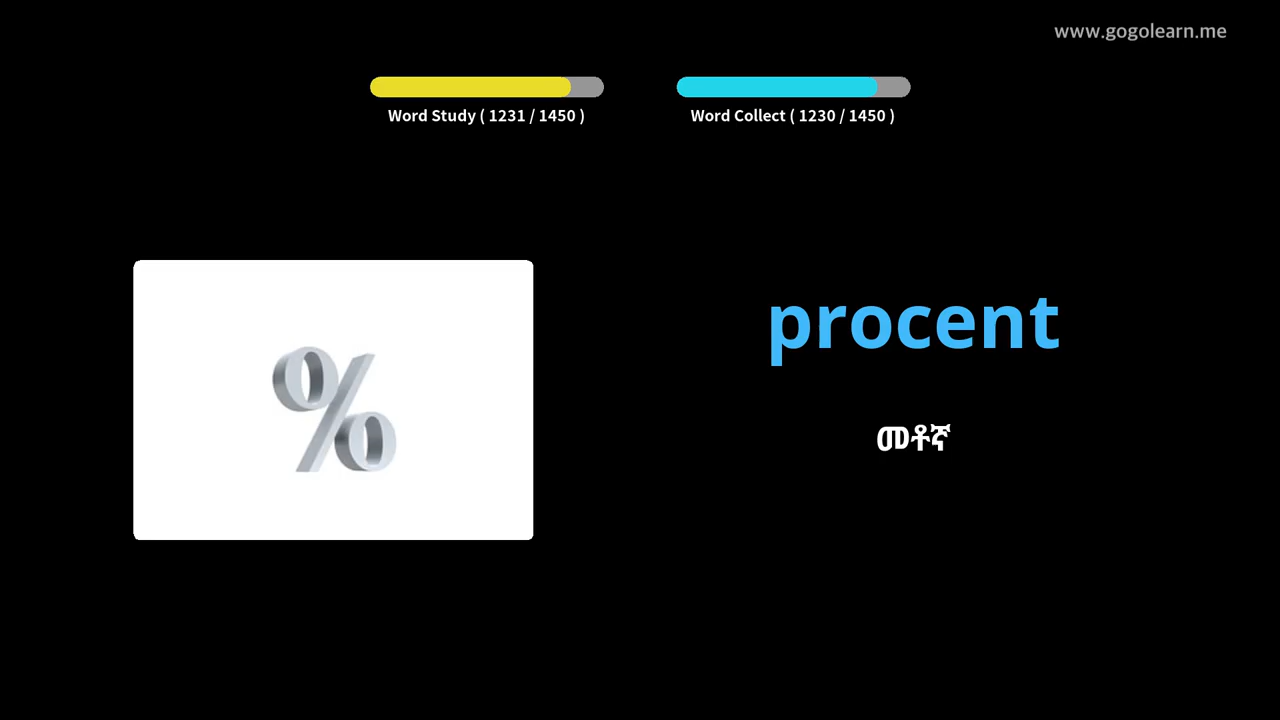 www.gogolearn.me
Word Study ( 1231 / 1450 )
Word Collect ( 1230 / 1450 )
%
procent
መቶኛ